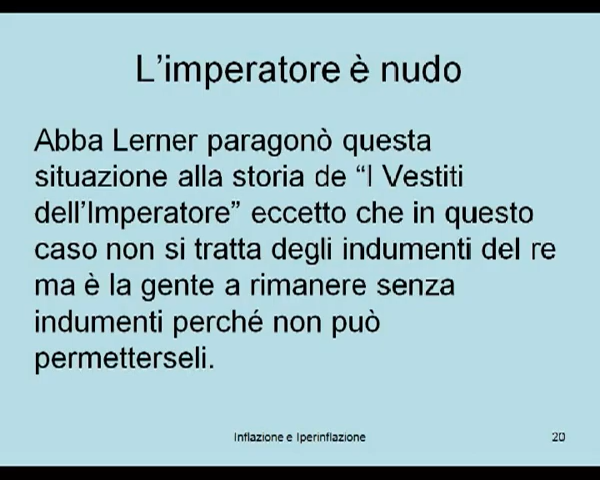 L’imperatore è nudo
Abba Lerner paragonò questa
situazione alla storia de “I Vestiti
dell’Imperatore” eccetto che in questo
caso non si tratta degli indumenti del re
ma è la gente a rimanere senza
indumenti perché non può
permetterseli.
Inflazione e Iperinflazione
20